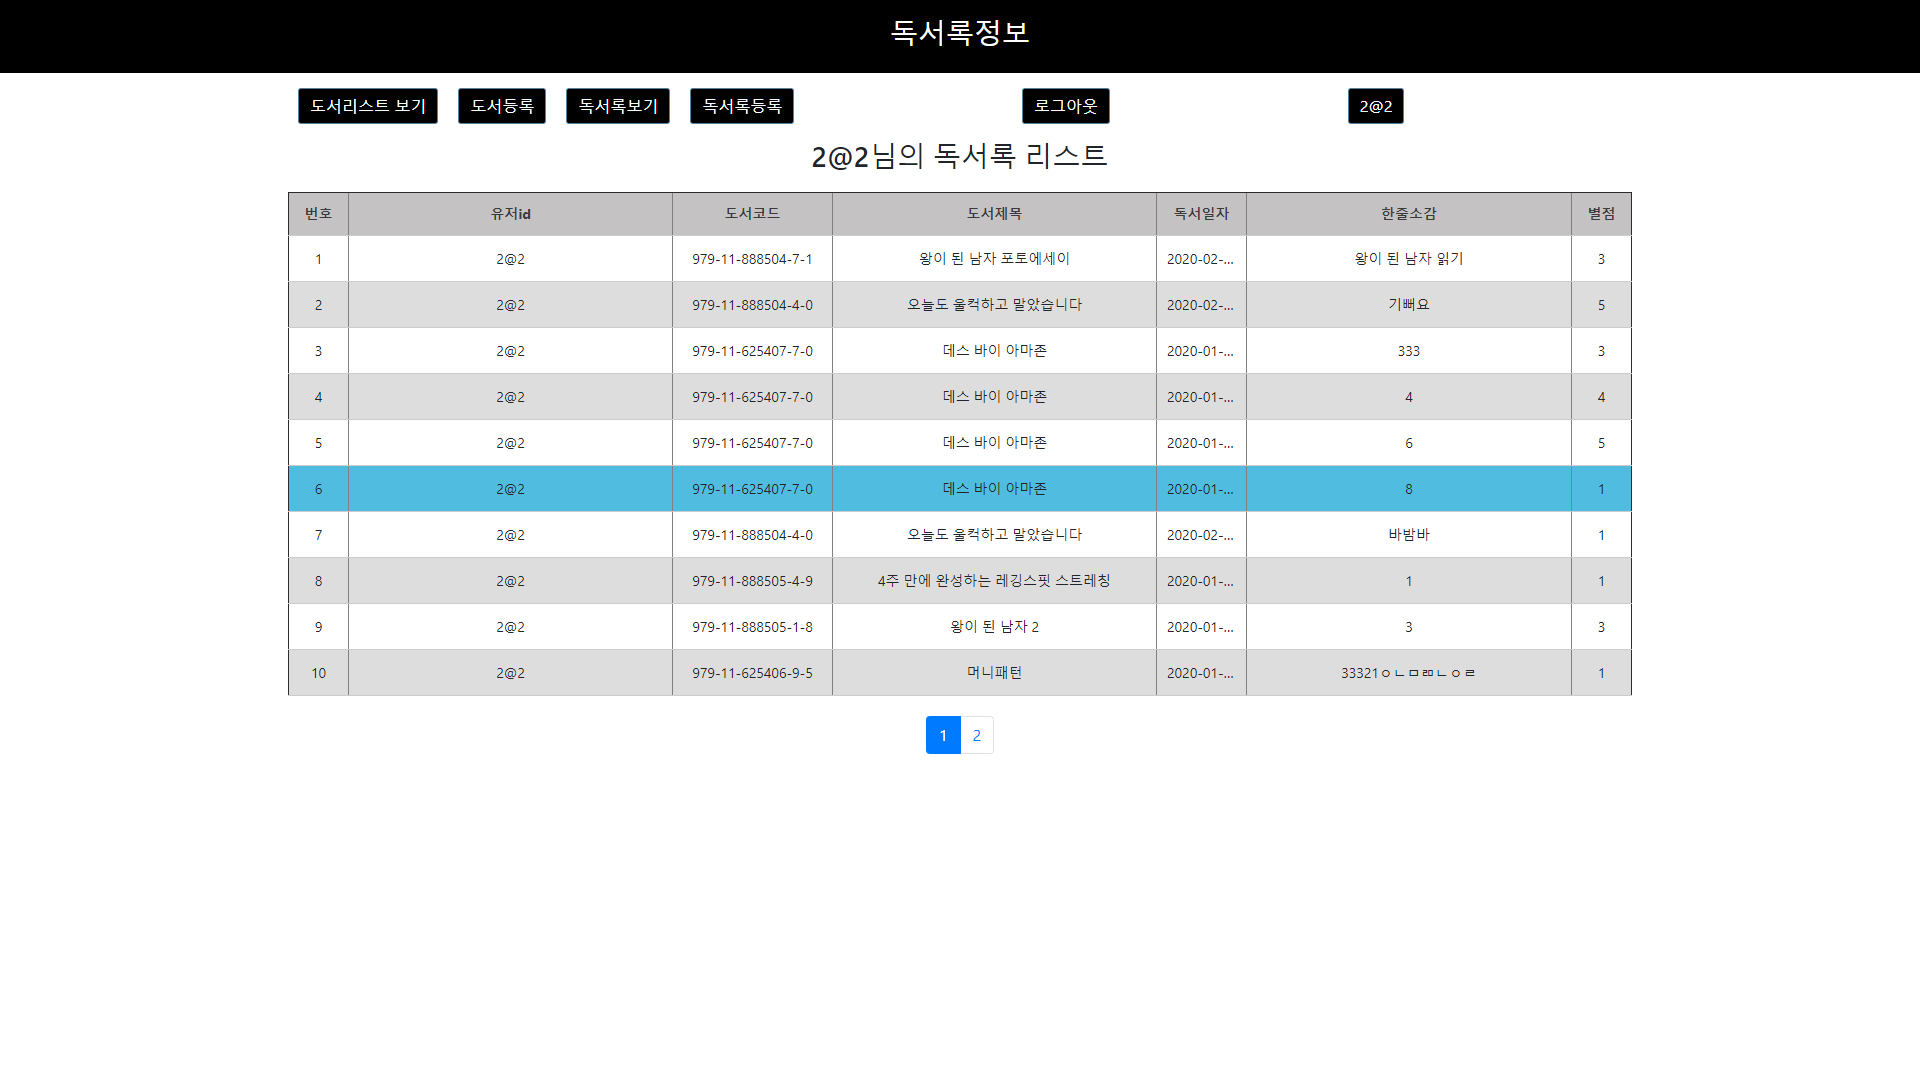 독서록정보
도서리스트 보기 도서등록 독서록보기 독서록등록 로그아웃 2@2
2@2님의 독서록 리스트
번호 유저id 도서코드 도서제목 독서일자 한줄소감 별점
1 2@2 979-11-888504-7-1 왕이 된 남자 포토에세이 2020-02-... 왕이 된 남자 읽기 3
2 2@2 979-11-888504-4-0 오늘도 울컥하고 말았습니다 2020-02-... 기뻐요 5
3 2@2 979-11-625407-7-0 데스 바이 아마존 2020-01-... 333 3
4 2@2 979-11-625407-7-0 데스 바이 아마존 2020-01-... 4 4
5 2@2 979-11-625407-7-0 데스 바이 아마존 2020-01-... 6 5
6 2@2 979-11-625407-7-0 데스 바이 아마존 2020-01-... 8 1
7 2@2 979-11-888504-4-0 오늘도 울컥하고 말았습니다 2020-02-... 바밤바 1
8 2@2 979-11-888505-4-9 4주 만에 완성하는 레깅스핏 스트레칭 2020-01-... 1 1
9 2@2 979-11-888505-1-8 왕이 된 남자 2 2020-01-... 3 3
10 2@2 979-11-625406-9-5 머니패턴 2020-01-... 33321ㅇㄴㅁㄻㄴㅇㄹ 1
1 2